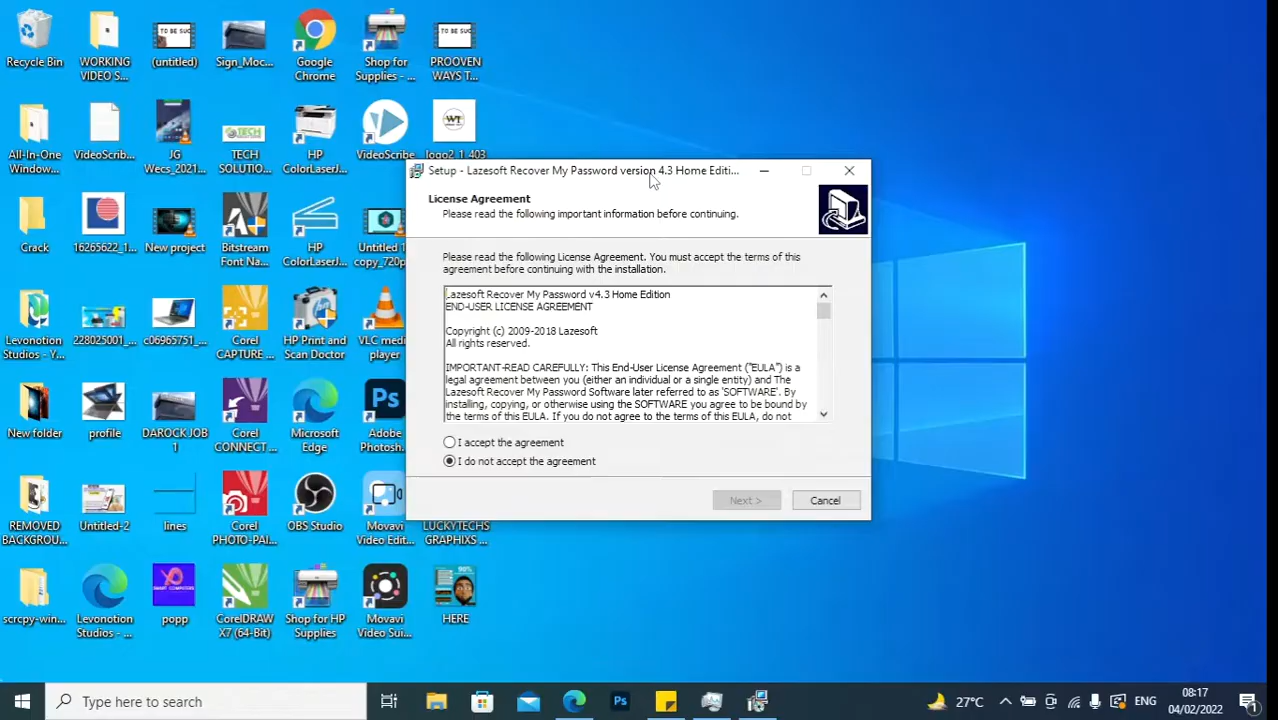 Recycle Bin
WORKING
VIDEO S...
TO BE SUC
(untitled)
Sign_Moc...
Google
Chrome
Shop for
Supplies - ...
TO BE SUC
PROOVEN
WAYS T...
All-In-One
Window...
VideoScrib...
JG
Wecs_2021...
TECH
TECH
SOLUTIO...
HP
ColorLaserJ...
VideoScribe
WT
logo2_1_403
Crack
16265622_1...
New project
Bitstream
Font Na...
HP
ColorLaserJ...
Untitled 1
copy_720p
Levonotion
Studios - Y...
228025001_...
c06965751_...
Corel
CAPTURE ...
HP Print and
Scan Doctor
VLC media
player
New folder
profile
DAROCK JOB
1
Corel
CONNECT ...
Microsoft
Edge
Ps
Adobe
Photosh...
REMOVED
BACKGROU...
Untitled-2
lines
Corel
PHOTO-PAI...
OBS Studio
Movavi
Video Edit...
LUCKYTECHS
GRAPHIXS ...
scrcpy-win...
Levonotion
Studios - ...
popp
CorelDRAW
X7 (64-Bit)
Shop for HP
Supplies
Movavi
Video Sui...
HERE
Setup - Lazesoft Recover My Password version 4.3 Home Editi...
License Agreement
Please read the following important information before continuing.
Please read the following License Agreement. You must accept the terms of this
agreement before continuing with the installation.
Lazesoft Recover My Password v4.3 Home Edition
END-USER LICENSE AGREEMENT
Copyright (c) 2009-2018 Lazesoft
All rights reserved.
IMPORTANT-READ CAREFULLY: This End-User License Agreement ("EULA") is a
legal agreement between you (either an individual or a single entity) and The
Lazesoft Recover My Password Software later referred to as 'SOFTWARE'. By
installing, copying, or otherwise using the SOFTWARE you agree to be bound by
the terms of this EULA. If you do not agree to the terms of this EULA, do not
I accept the agreement
I do not accept the agreement
Next >
Cancel
Type here to search
Ps
27°C
ENG
08:17
04/02/2022
1